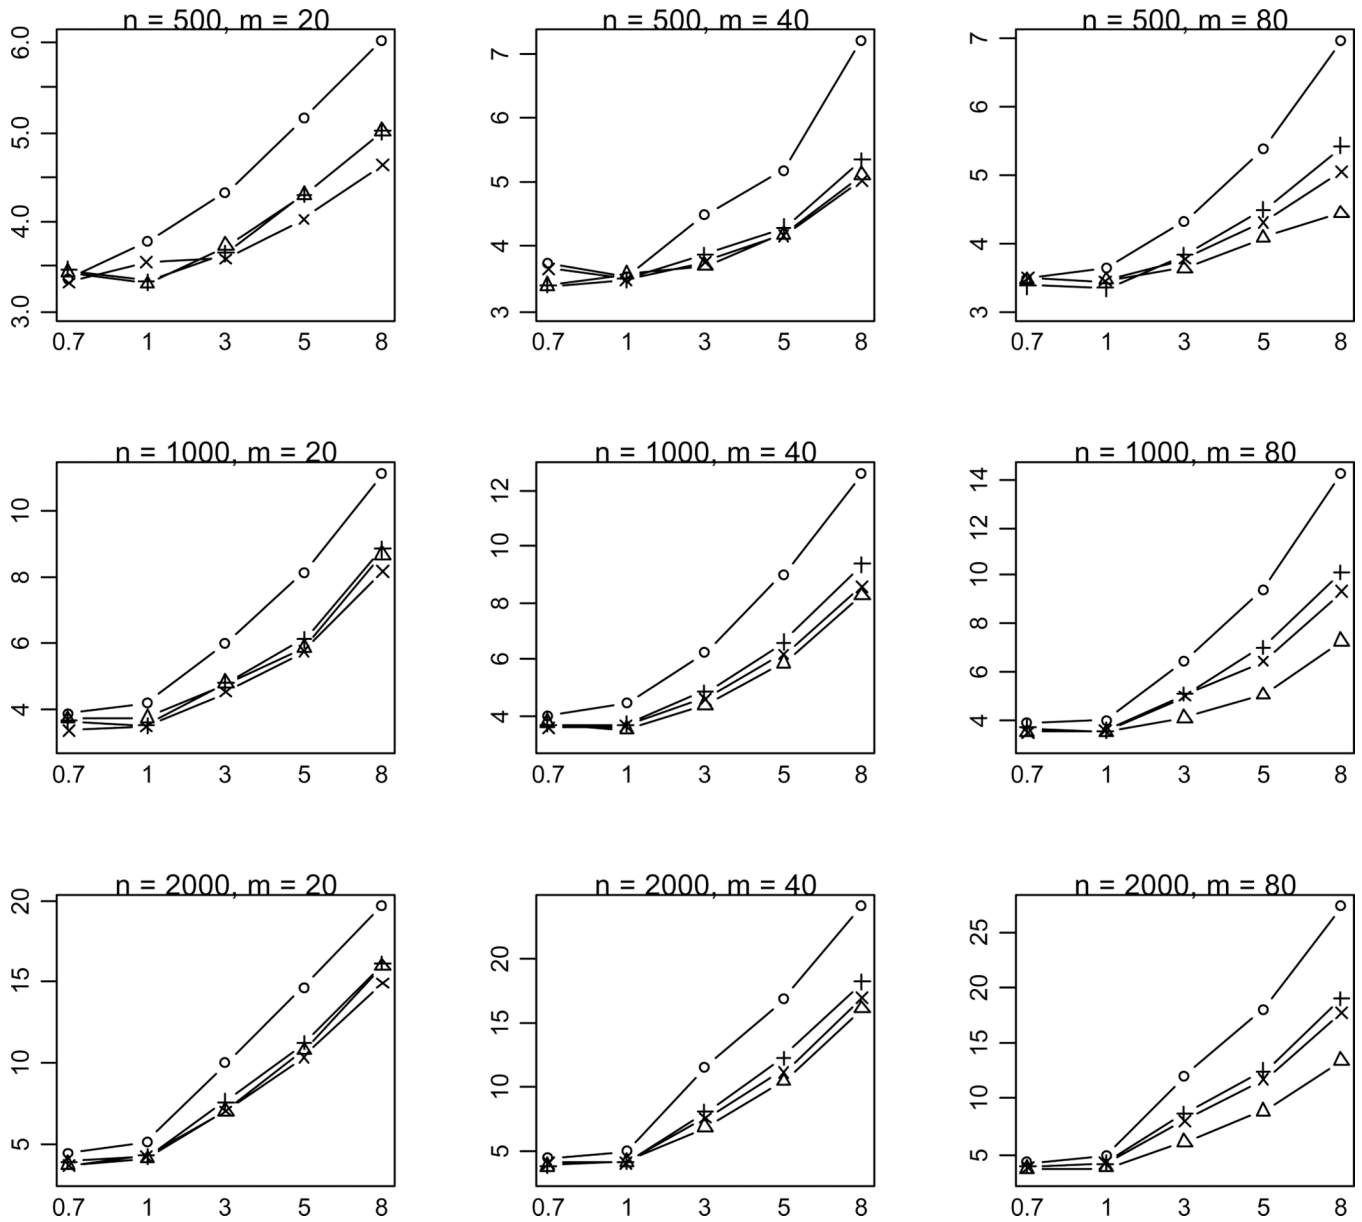 n = 500, m = 20
6.0
5.0
4.0
3.0
0.7 1 3 5 8
n = 500, m = 40
7
6
5
4
3
0.7 1 3 5 8
n = 500, m = 80
7
6
5
4
3
0.7 1 3 5 8
n = 1000, m = 20
10
8
6
4
0.7 1 3 5 8
n = 1000, m = 40
12
10
8
6
4
0.7 1 3 5 8
n = 1000, m = 80
14
12
10
8
6
4
0.7 1 3 5 8
n = 2000, m = 20
20
15
10
5
0.7 1 3 5 8
n = 2000, m = 40
20
15
10
5
0.7 1 3 5 8
n = 2000, m = 80
25
20
15
10
5
0.7 1 3 5 8